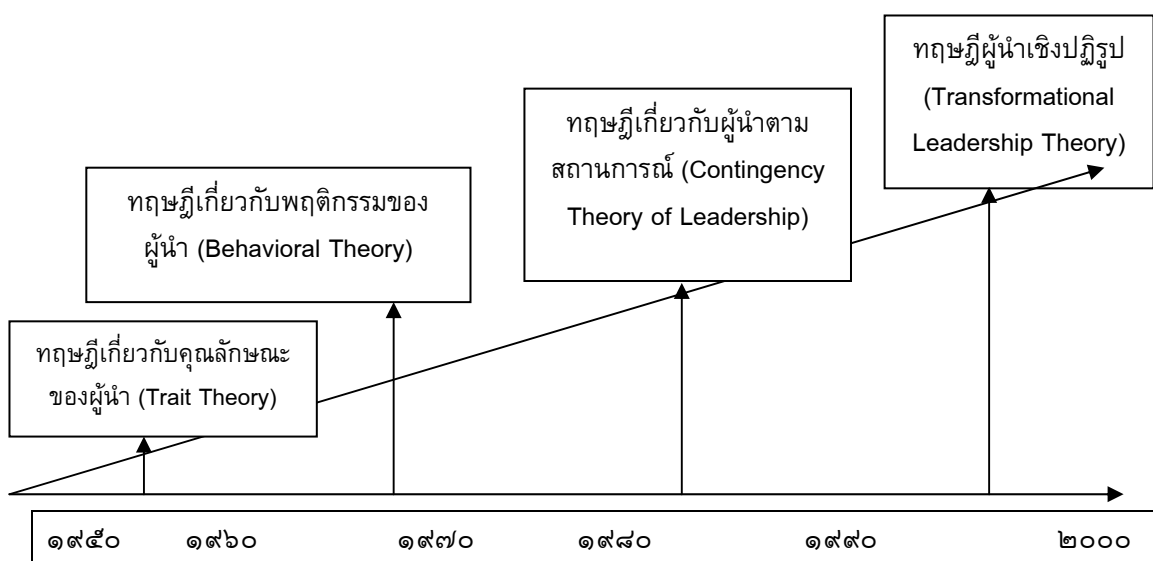 ทฤษฎีผู้นำเชิงปฏิรูป
(Transformational
Leadership Theory)
ทฤษฎีเกี่ยวกับผู้นำตาม
สถานการณ์ (Contingency
Theory of Leadership)
ทฤษฎีเกี่ยวกับพฤติกรรมของ
ผู้นำ (Behavioral Theory)
ทฤษฎีเกี่ยวกับคุณลักษณะ
ของผู้นำ (Trait Theory)
๑๙๕๐ ๑๙๖๐ ๑๙๗๐ ๑๙๘๐ ๑๙๙๐ ๒๐๐๐